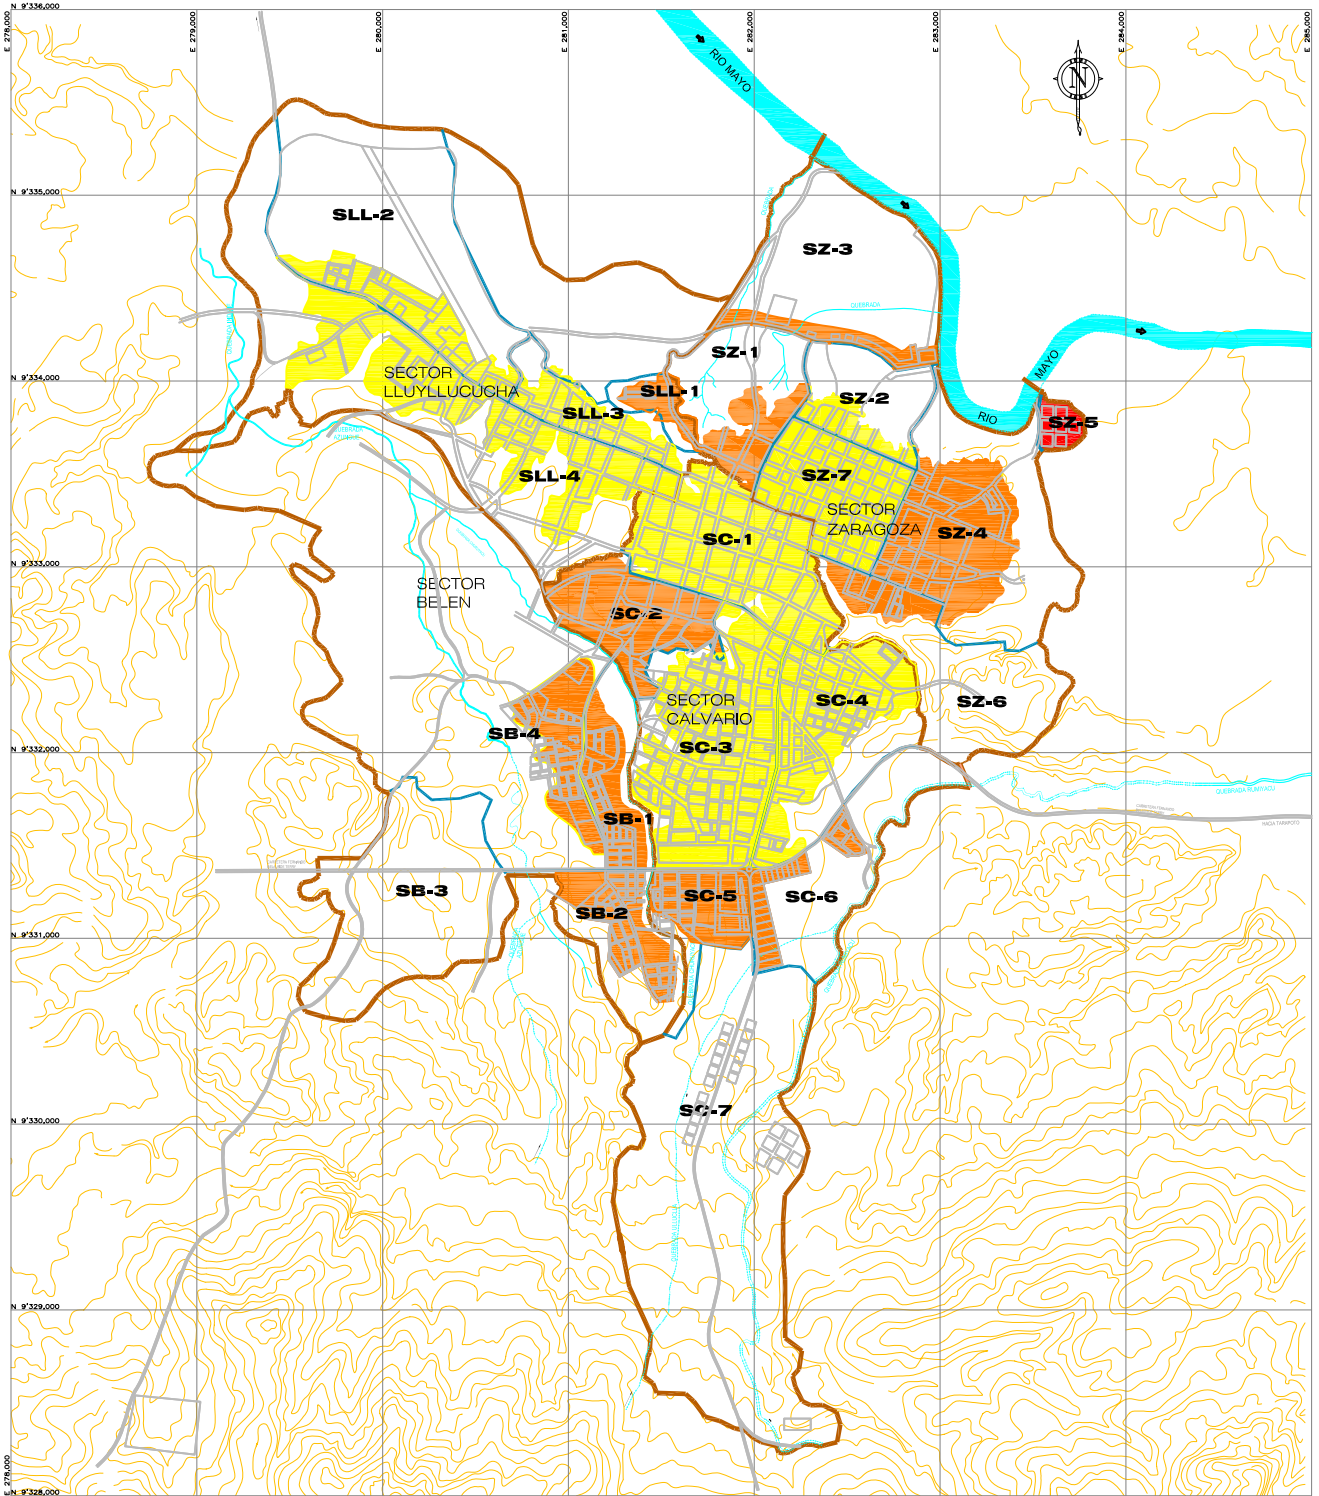 N 9'336,000
E 278,000
E 279,000
E 280,000
E 281,000
E 282,000
E 283,000
E 284,000
E 285,000
RIO MAYO
N
N 9'335,000
SLL-2
SZ-3
QUEBRADA
SZ-1
MAYO
RIO
N 9'334,000
SECTOR
LLUYLLUCUCHA
SLL-1
SZ-2
SLL-3
SZ-5
QUEBRADA
SLL-4
SZ-7
SECTOR
ZARAGOZA
SZ-4
SC-1
N 9'333,000
SECTOR
BELEN
SC-2
SECTOR
CALVARIO
SC-4
SZ-6
SB-4
SC-3
N 9'332,000
QUEBRADA RUMIYACU
HACIA TARAPOTO
SB-1
SB-3
SC-5
SC-6
SB-2
N 9'331,000
SC-7
N 9'330,000
N 9'329,000
N 9'328,000
E 278,000